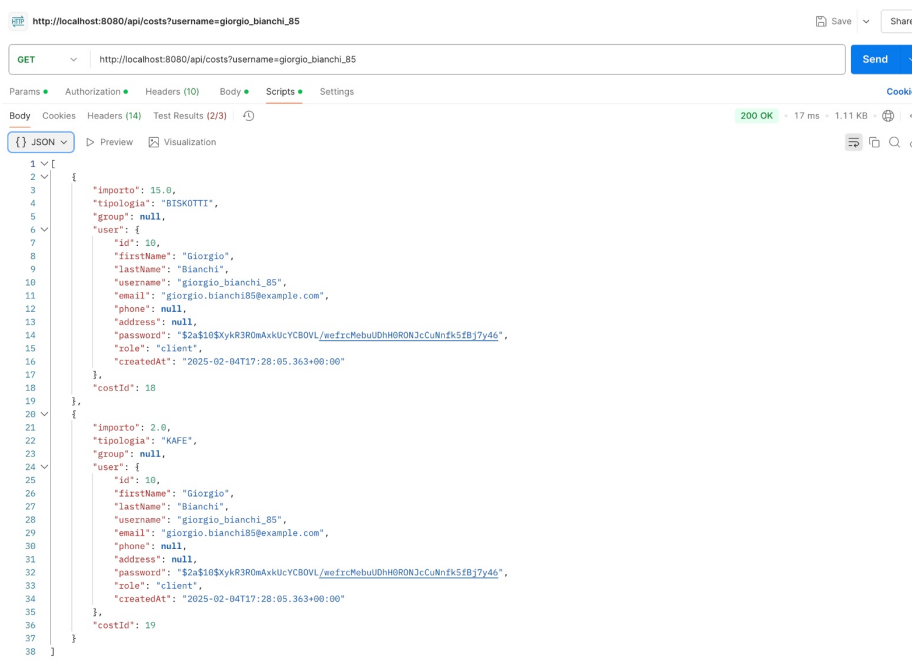 HTTP http://localhost:8080/api/costs?username=giorgio_bianchi_85 Save Share
GET http://localhost:8080/api/costs?username=giorgio_bianchi_85 Send
Params Authorization Headers (10) Body Scripts Settings Cookie
Body Cookies Headers (14) Test Results (2/3) 200 OK 17 ms 1.11 KB
{} JSON Preview Visualization
1 [
2 {
3 "importo": 15.0,
4 "tipologia": "BISKOTTI",
5 "group": null,
6 "user": {
7 "id": 10,
8 "firstName": "Giorgio",
9 "lastName": "Bianchi",
10 "username": "giorgio_bianchi_85",
11 "email": "giorgio.bianchi85@example.com",
12 "phone": null,
13 "address": null,
14 "password": "$2a$10$XykR3ROmAxkUcYCBOVL/wefrcMebuUDhH0RONJcCuNnfk5fBj7y46",
15 "role": "client",
16 "createdAt": "2025-02-04T17:28:05.363+00:00"
17 },
18 "costId": 18
19 },
20 {
21 "importo": 2.0,
22 "tipologia": "KAFE",
23 "group": null,
24 "user": {
25 "id": 10,
26 "firstName": "Giorgio",
27 "lastName": "Bianchi",
28 "username": "giorgio_bianchi_85",
29 "email": "giorgio.bianchi85@example.com",
30 "phone": null,
31 "address": null,
32 "password": "$2a$10$XykR3ROmAxkUcYCBOVL/wefrcMebuUDhH0RONJcCuNnfk5fBj7y46",
33 "role": "client",
34 "createdAt": "2025-02-04T17:28:05.363+00:00"
35 },
36 "costId": 19
37 }
38 ]